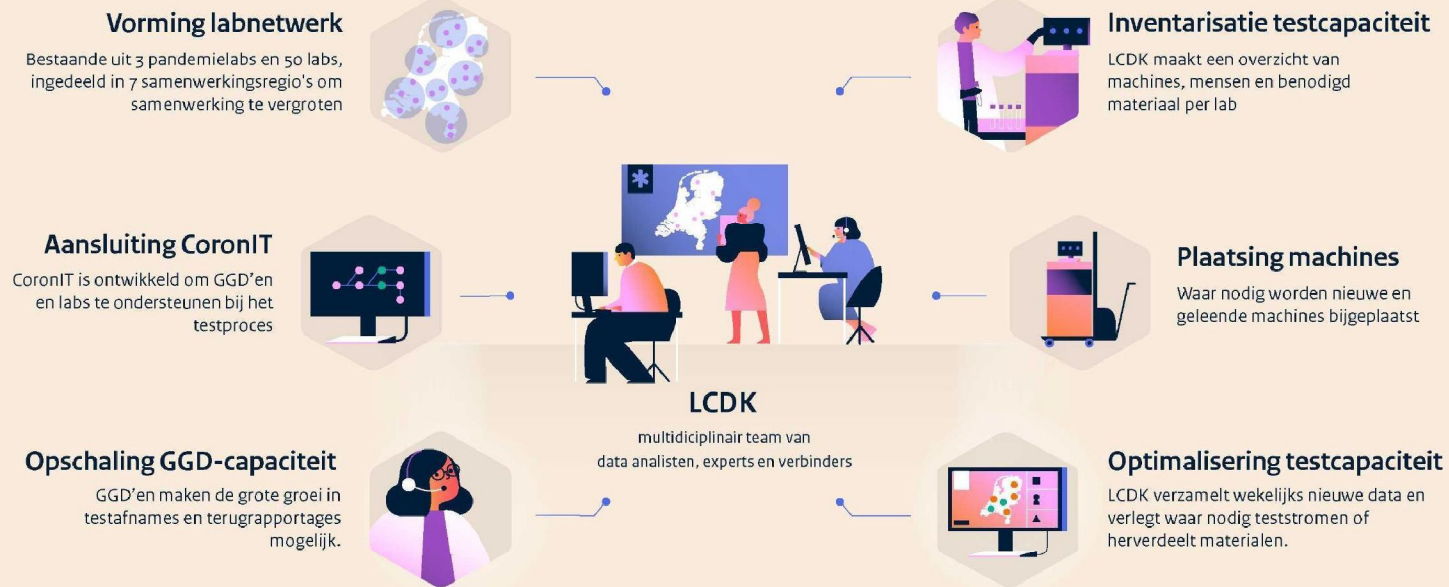 Vorming labnetwerk
Bestaande uit 3 pandemielabs en 50 labs,
ingedeeld in 7 samenwerkingsregio's om
samenwerking te vergroten
Inventarisatie testcapaciteit
LCDK maakt een overzicht van
machines, mensen en benodigd
materiaal per lab
Aansluiting CoronIT
CoronIT is ontwikkeld om GGD'en
en labs te ondersteunen bij het
testproces
Plaatsing machines
Waar nodig worden nieuwe en
geleende machines bijgeplaatst
LCDK
multidiciplinair team van
data analisten, experts en verbinders
Opschaling GGD-capaciteit
GGD'en maken de grote groei in
testafnames en terugrapportages
mogelijk.
Optimalisering testcapaciteit
LCDK verzamelt wekelijks nieuwe data en
verlegt waar nodig teststromen of
herverdeelt materialen.